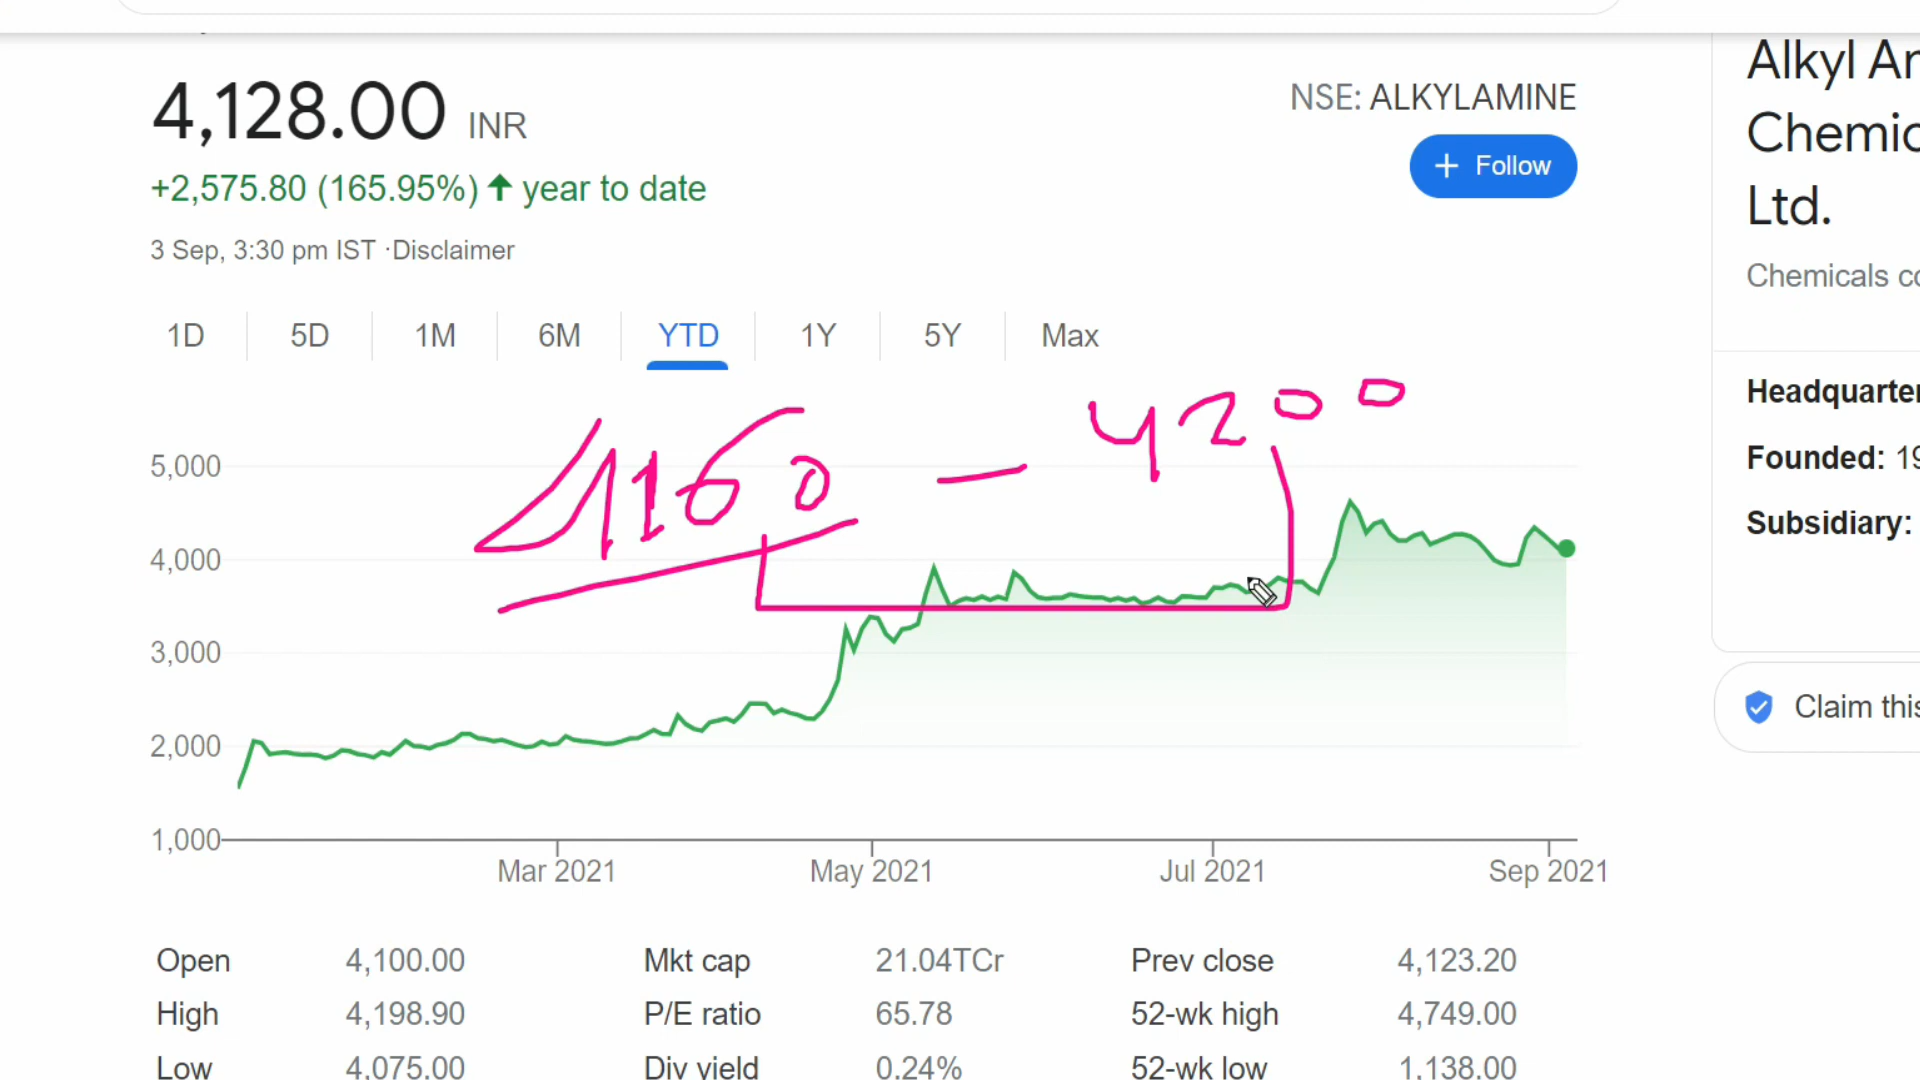 4,128.00 INR
NSE: ALKYLAMINE
+ Follow
+2,575.80 (165.95%) ↑ year to date
3 Sep, 3:30 pm IST ·Disclaimer
1D 5D 1M 6M YTD 1Y 5Y Max
4160 — 4200
5,000
4,000
3,000
2,000
1,000
Mar 2021 May 2021 Jul 2021 Sep 2021
Open 4,100.00 Mkt cap 21.04TCr Prev close 4,123.20
High 4,198.90 P/E ratio 65.78 52-wk high 4,749.00
Low 4,075.00 Div yield 0.24% 52-wk low 1,138.00
Alkyl
Chemic
Ltd.
Chemicals co
Headquarter
Founded: 19
Subsidiary:
Claim this